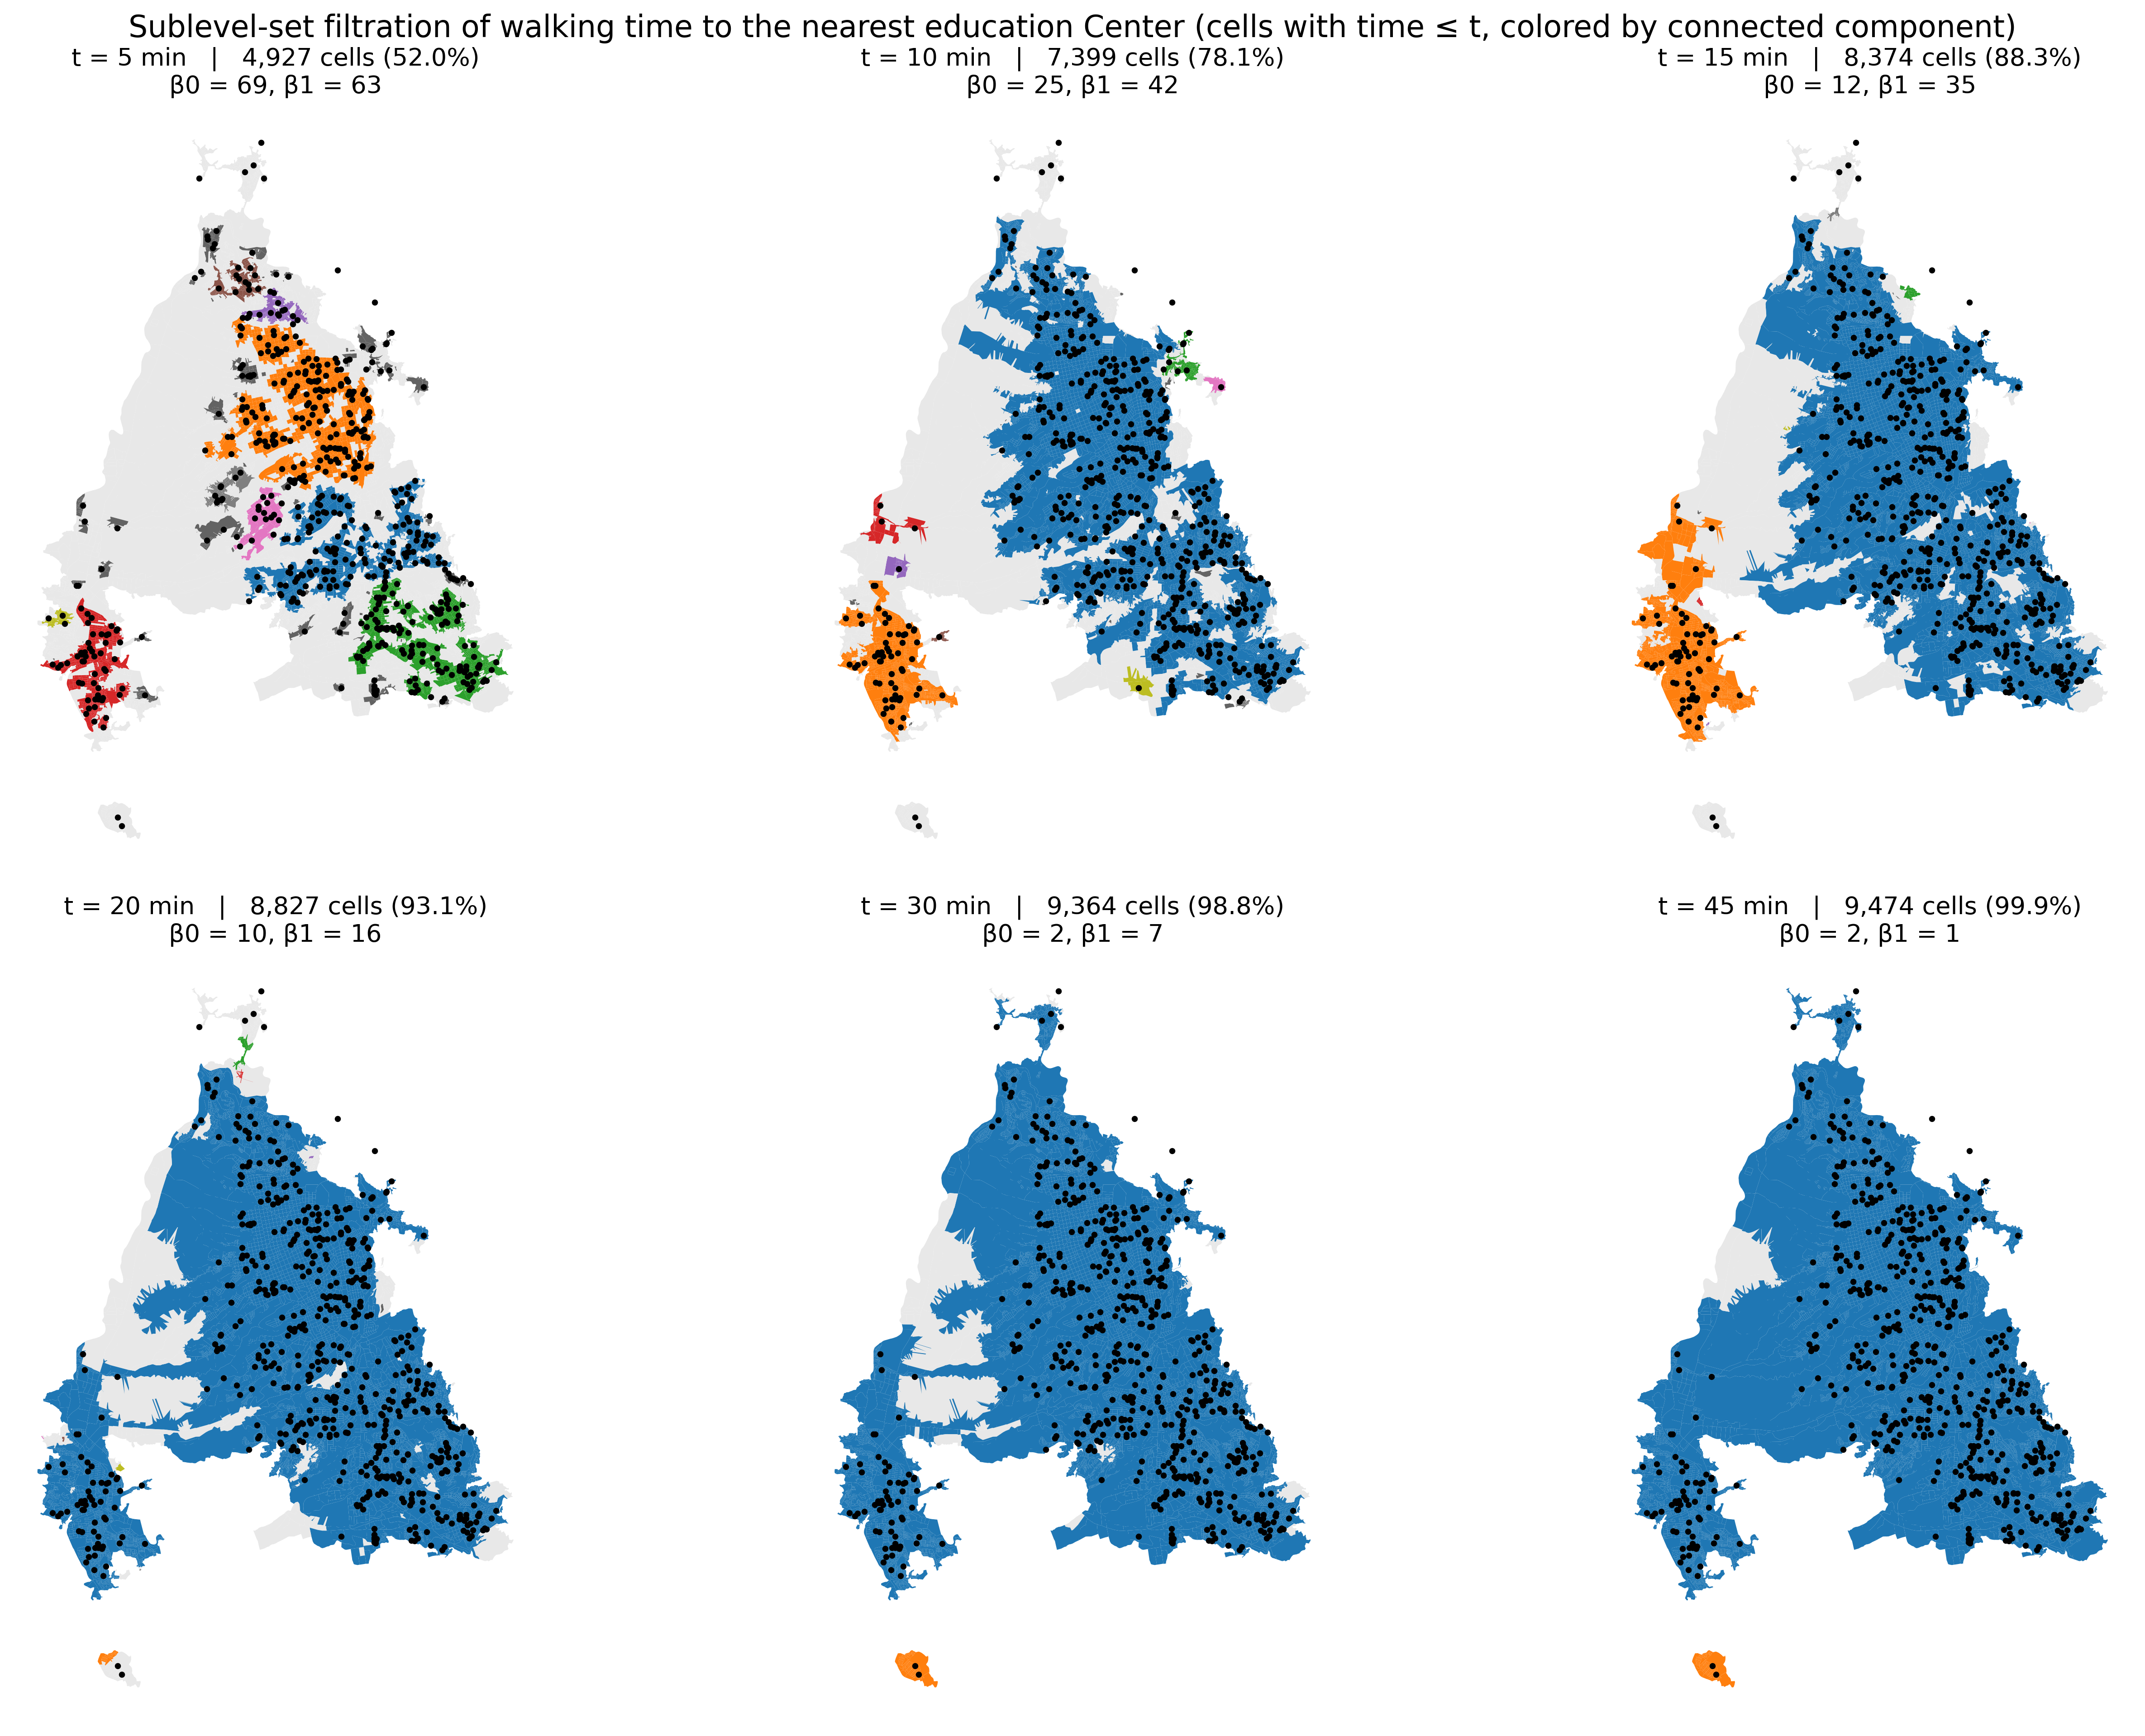 Sublevel-set filtration of walking time to the nearest education Center (cells with time ≤ t, colored by connected component)
t = 5 min | 4,927 cells (52.0%)
β0 = 69, β1 = 63
t = 10 min | 7,399 cells (78.1%)
β0 = 25, β1 = 42
t = 15 min | 8,374 cells (88.3%)
β0 = 12, β1 = 35
t = 20 min | 8,827 cells (93.1%)
β0 = 10, β1 = 16
t = 30 min | 9,364 cells (98.8%)
β0 = 2, β1 = 7
t = 45 min | 9,474 cells (99.9%)
β0 = 2, β1 = 1